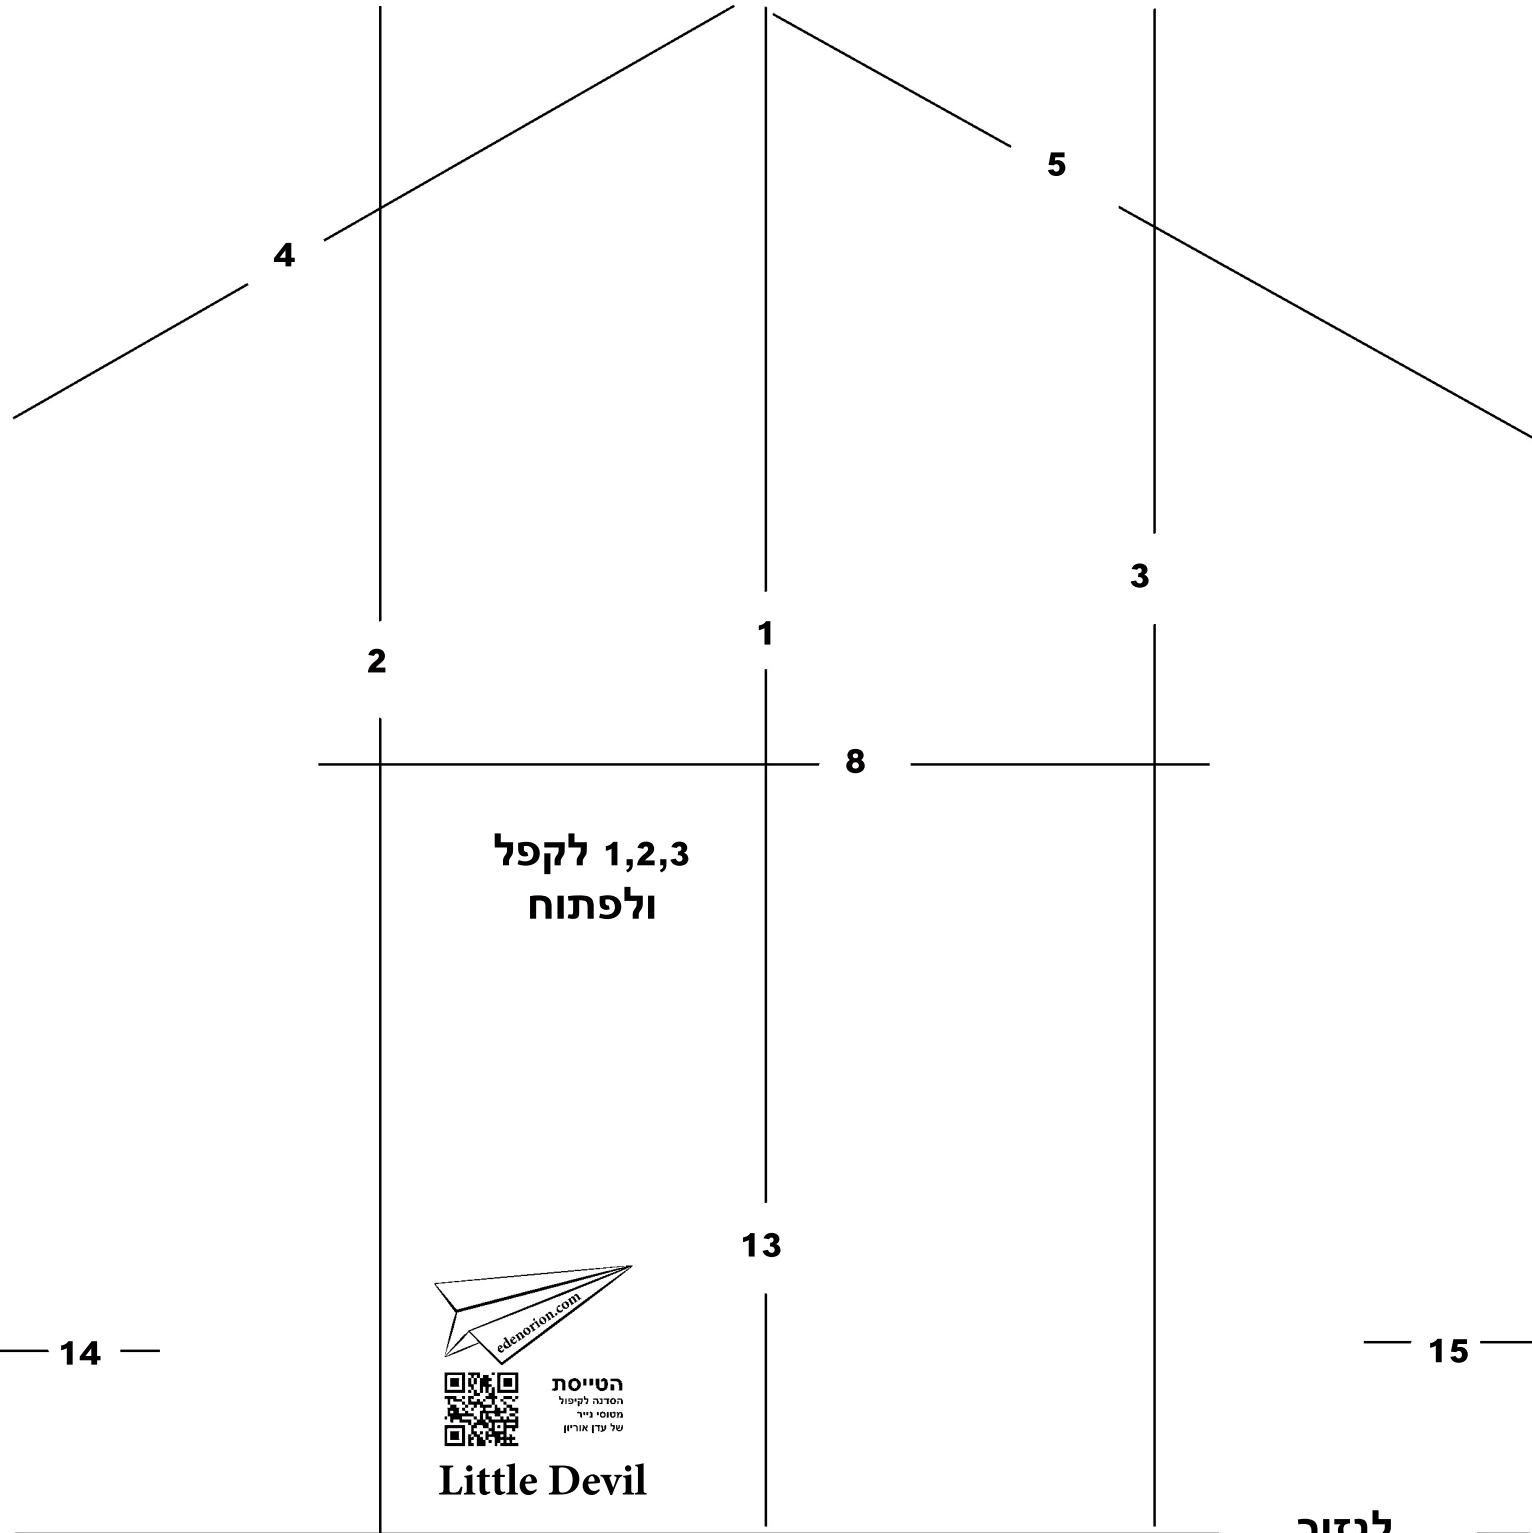 5
4
3
1
2
8
1,2,3 לקפל
ולפתוח
13
edenorion.com
14
15
הטייסת
הסדנה לקיפול
מטוסי נייר
של עדן אוריון
Little Devil